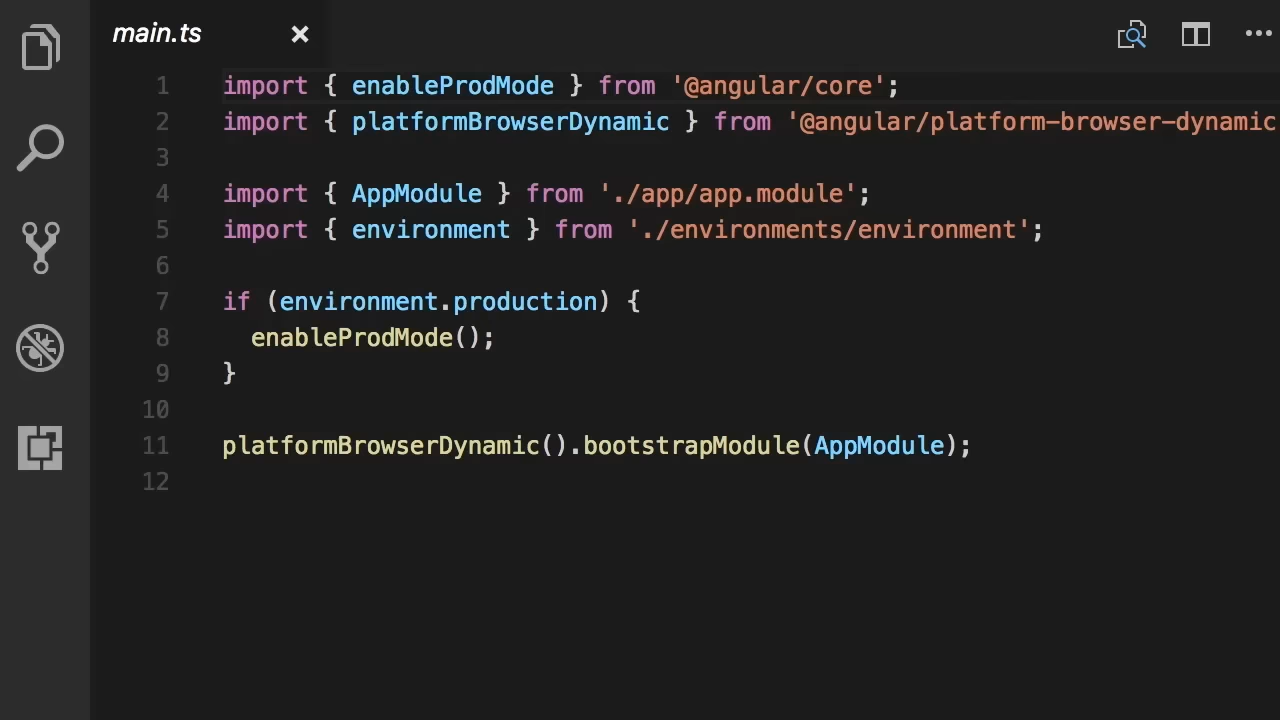 main.ts
1 import { enableProdMode } from '@angular/core';
2 import { platformBrowserDynamic } from '@angular/platform-browser-dynamic
3
4 import { AppModule } from './app/app.module';
5 import { environment } from './environments/environment';
6
7 if (environment.production) {
8   enableProdMode();
9 }
10
11 platformBrowserDynamic().bootstrapModule(AppModule);
12